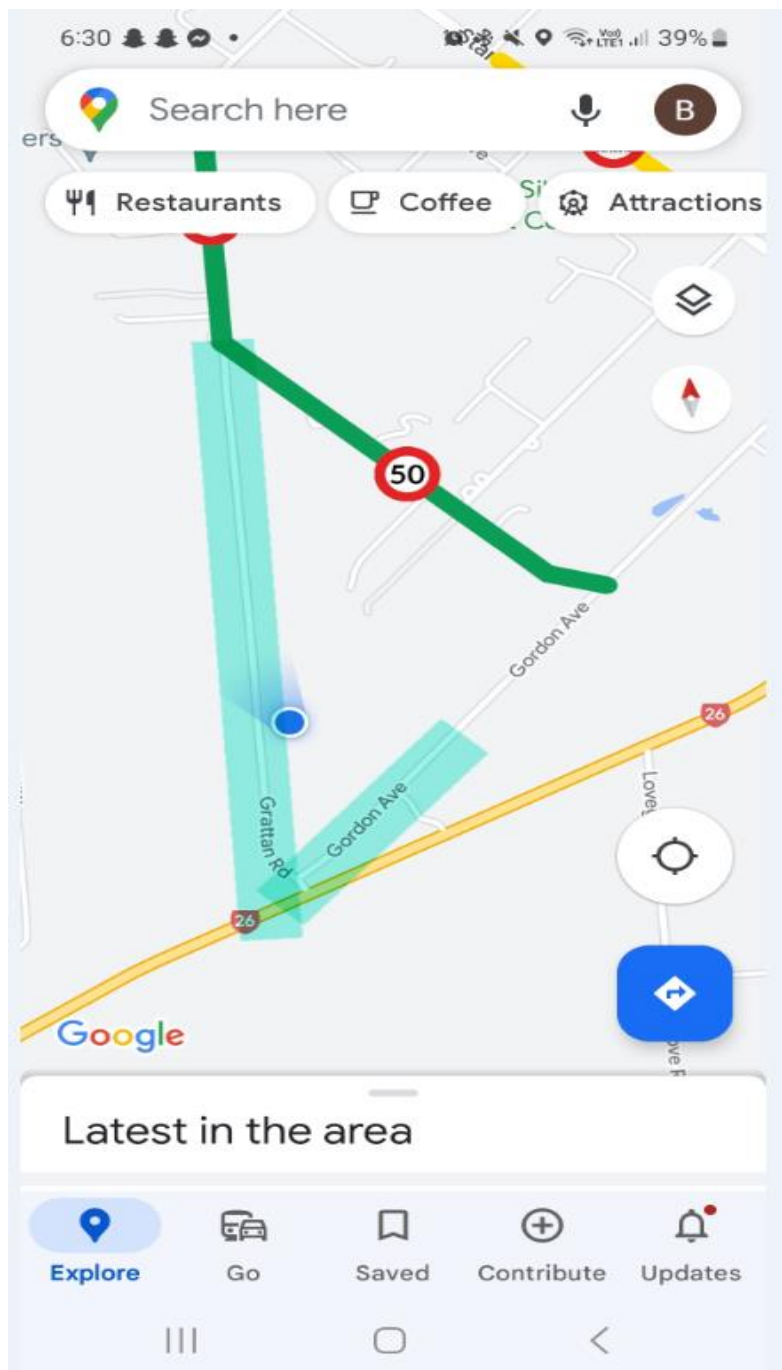 6:30
39%
Search here
B
ers
Restaurants
Coffee
Attractions
50
Gordon Ave
26
Grattan Rd
Gordon Ave
26
Google
Latest in the area
Explore
Go
Saved
Contribute
Updates